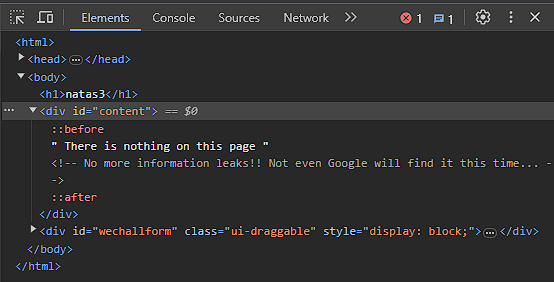 Elements Console Sources Network >> 1 1
<html>
<head>…</head>
<body>
<h1>natas3</h1>
… <div id="content"> == $0
::before
" There is nothing on this page "
<!-- No more information leaks!! Not even Google will find it this time... -
->
::after
</div>
<div id="wechallform" class="ui-draggable" style="display: block;">…</div>
</body>
</html>